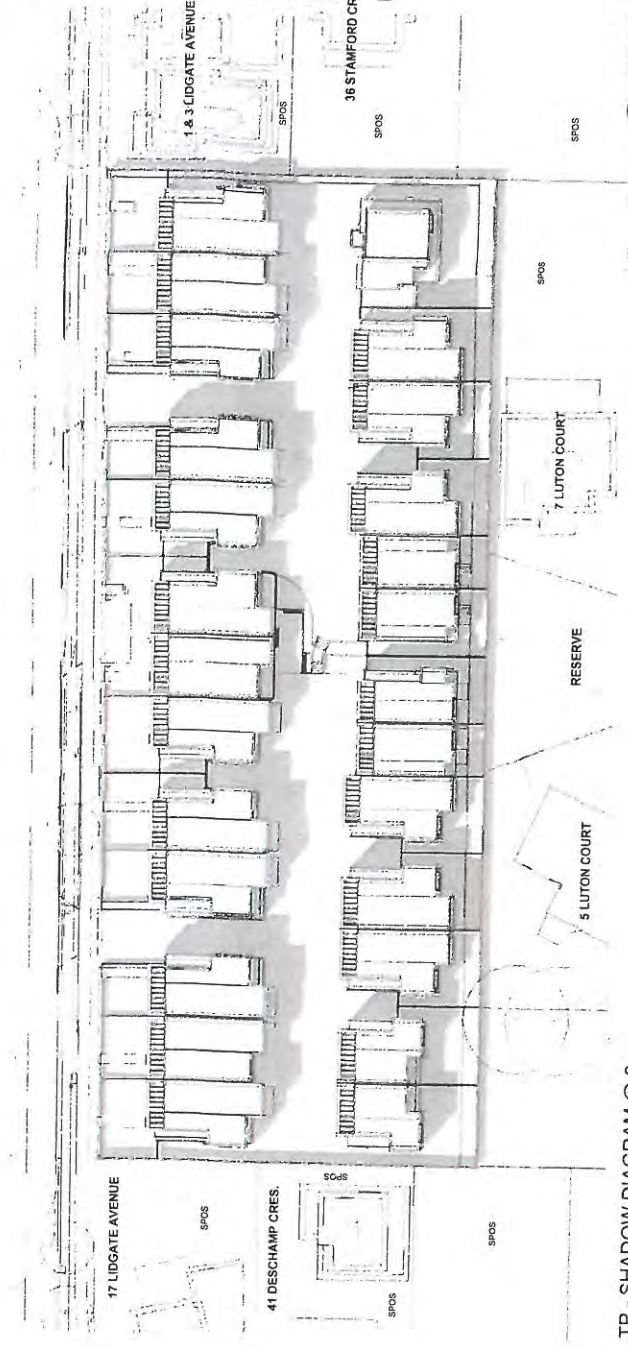 1 & 3 LIDGATE AVENUE
36 STAMFORD CR
SPOS
SPOS
SPOS
SPOS
17 LIDGATE AVENUE
SPOS
41 DESCHAMP CRES.
SPOS
SPOS
SPOS
7 LUTON COURT
RESERVE
5 LUTON COURT
TP - SHADOW DIAGRAM @